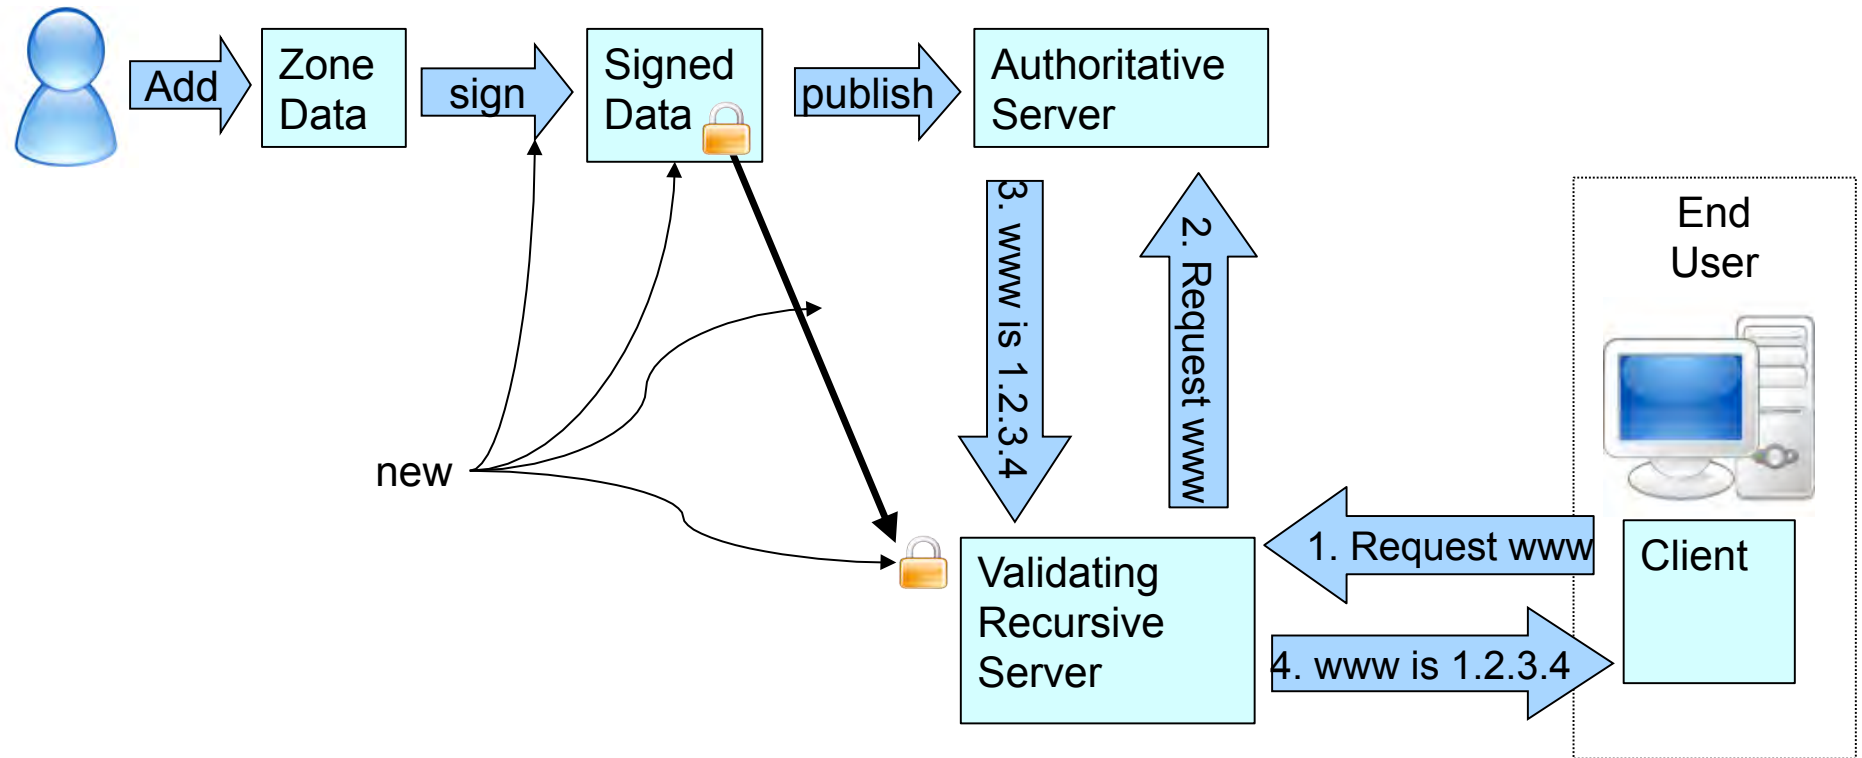 Add
Zone
Data
sign
Signed
Data
publish
Authoritative
Server
3. www is 1.2.3.4
2. Request www
End
User
new
1. Request www
Client
Validating
Recursive
Server
4. www is 1.2.3.4